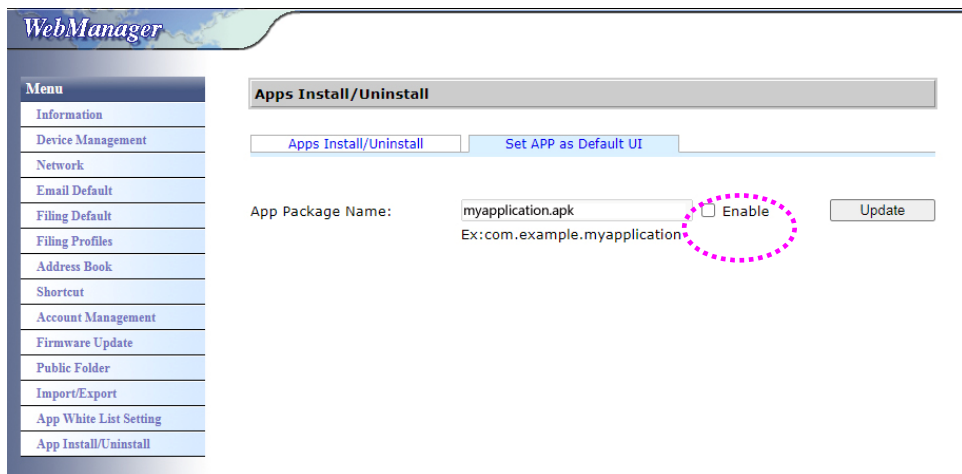 WebManager
Menu
Information
Device Management
Network
Email Default
Filing Default
Filing Profiles
Address Book
Shortcut
Account Management
Firmware Update
Public Folder
Import/Export
App White List Setting
App Install/Uninstall
Apps Install/Uninstall
Apps Install/Uninstall Set APP as Default UI
App Package Name: myapplication.apk Enable Update
Ex:com.example.myapplication